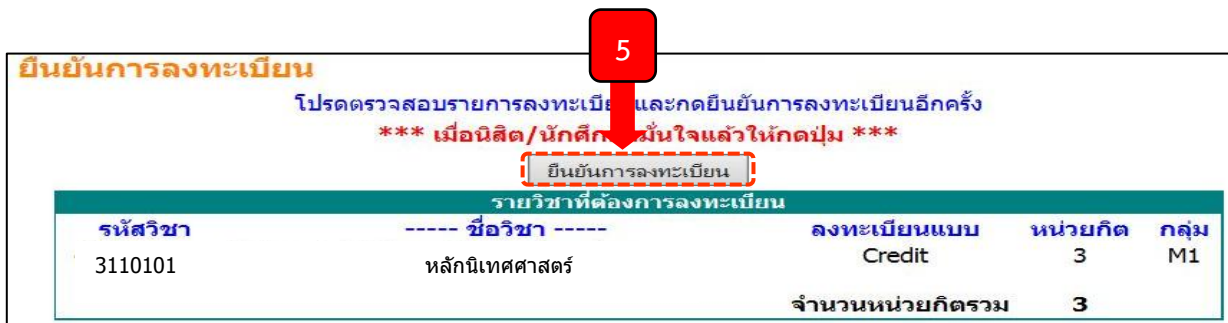 5
ยืนยันการลงทะเบียน
โปรดตรวจสอบรายการลงทะเบียนและกดยืนยันการลงทะเบียนอีกครั้ง
*** เมื่อนิสิต/นักศึกษามั่นใจแล้วให้กดปุ่ม ***
ยืนยันการลงทะเบียน
รายวิชาที่ต้องการลงทะเบียน
รหัสวิชา ----- ชื่อวิชา ----- ลงทะเบียนแบบ หน่วยกิต กลุ่ม
3110101 หลักนิเทศศาสตร์ Credit 3 M1
จำนวนหน่วยกิตรวม 3